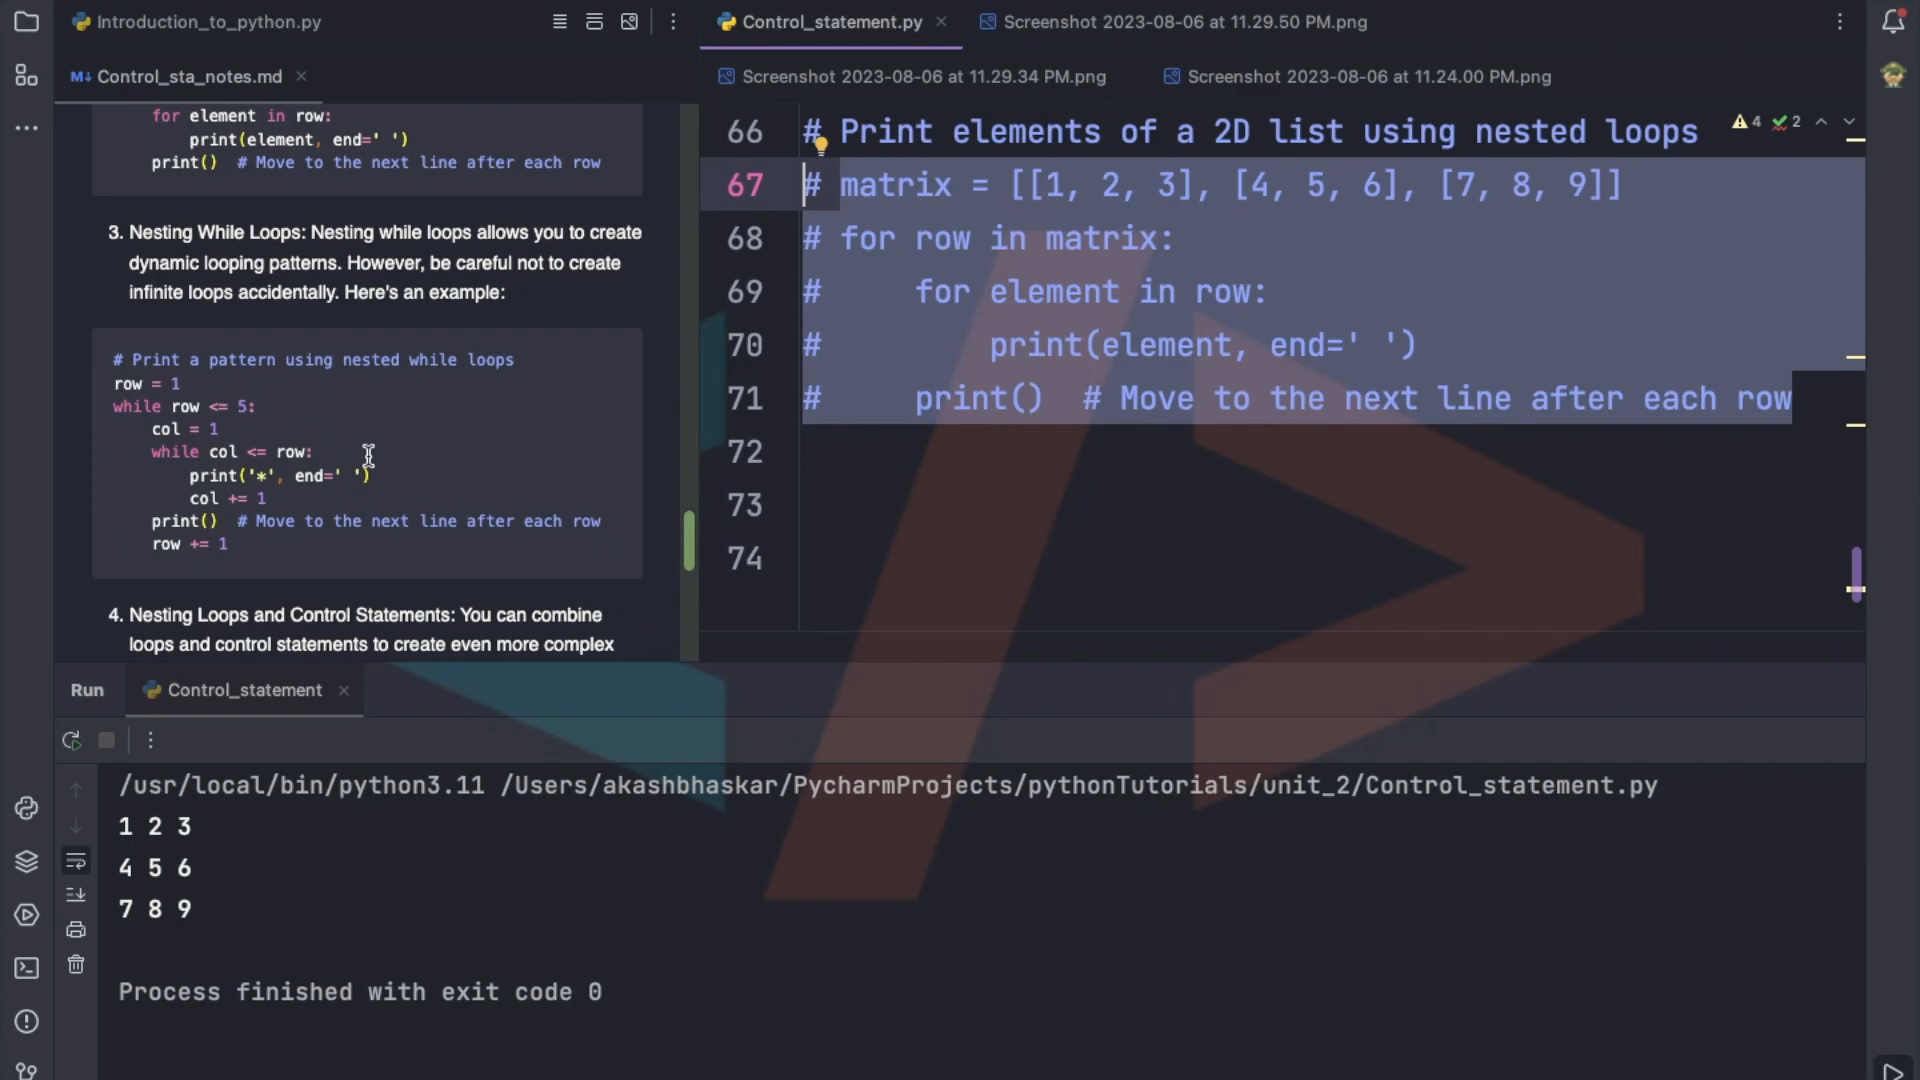 Introduction_to_python.py
Control_statement.py
Screenshot 2023-08-06 at 11.29.50 PM.png
M↓ Control_sta_notes.md
Screenshot 2023-08-06 at 11.29.34 PM.png
Screenshot 2023-08-06 at 11.24.00 PM.png
for element in row:
print(element, end=' ')
print()  # Move to the next line after each row
3. Nesting While Loops: Nesting while loops allows you to create
dynamic looping patterns. However, be careful not to create
infinite loops accidentally. Here's an example:
# Print a pattern using nested while loops
row = 1
while row <= 5:
col = 1
while col <= row:
print('*', end=' ')
col += 1
print()  # Move to the next line after each row
row += 1
4. Nesting Loops and Control Statements: You can combine
loops and control statements to create even more complex
66 # Print elements of a 2D list using nested loops
4 2
67 # matrix = [[1, 2, 3], [4, 5, 6], [7, 8, 9]]
68 # for row in matrix:
69 #     for element in row:
70 #         print(element, end=' ')
71 #     print()  # Move to the next line after each row
72
73
74
Run
Control_statement
/usr/local/bin/python3.11 /Users/akashbhaskar/PycharmProjects/pythonTutorials/unit_2/Control_statement.py
1 2 3
4 5 6
7 8 9
Process finished with exit code 0